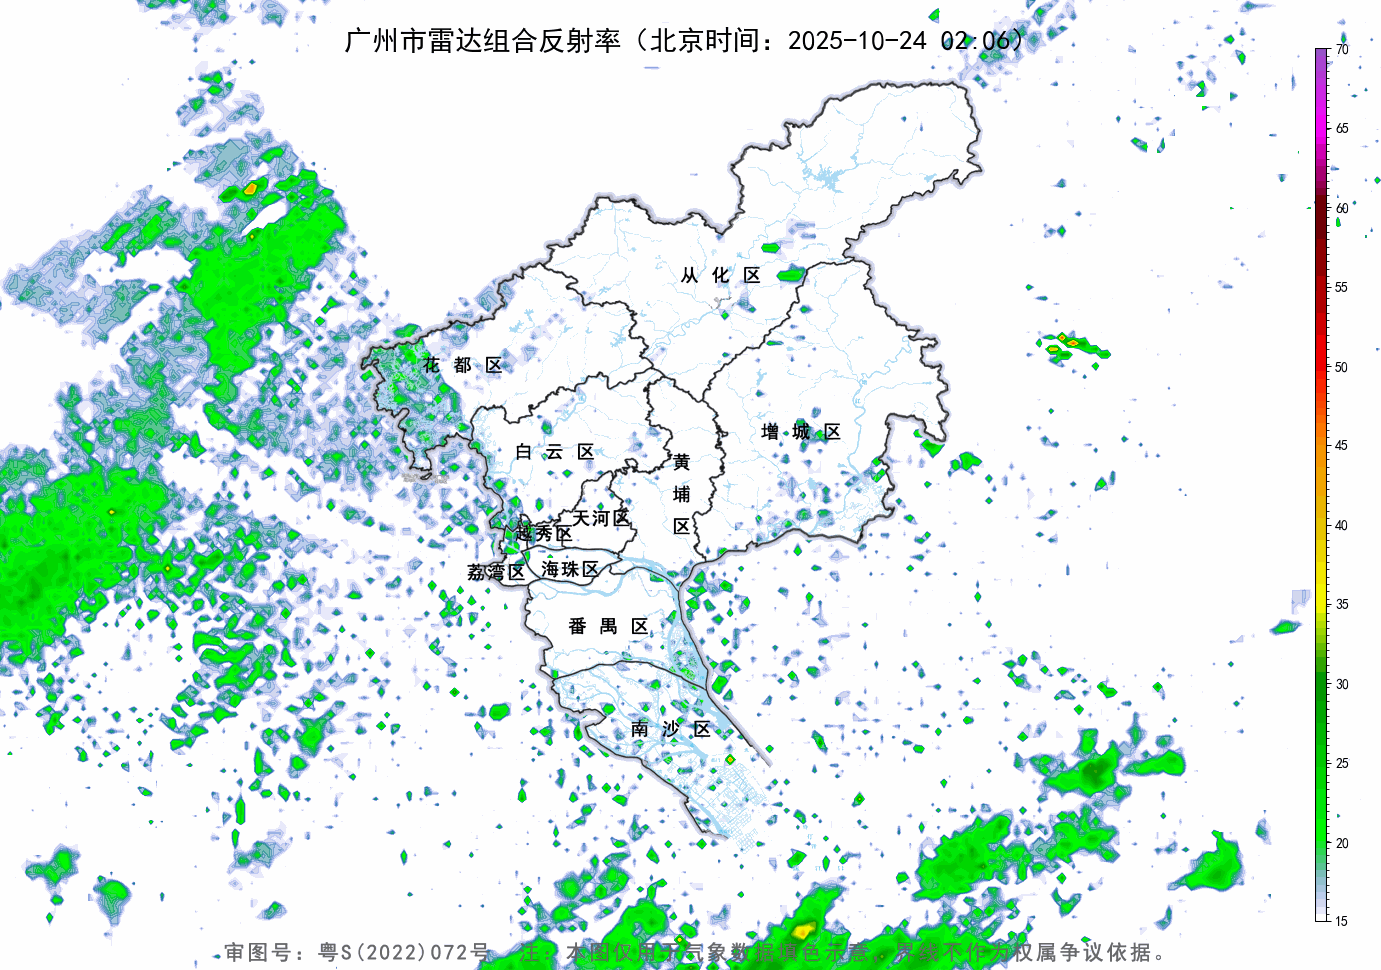 广州市雷达组合反射率（北京时间：2025-10-24 02:06）
70
65
60
55
50
45
40
35
30
25
20
15
从 化 区
花 都 区
增 城 区
白 云 区
黄
埔
区
天河区
越秀区
荔湾区
海珠区
番 禺 区
南 沙 区
审图号：粤S(2022)072号 注：本图仅用于气象数据填色示意，界线不作为权属争议依据。